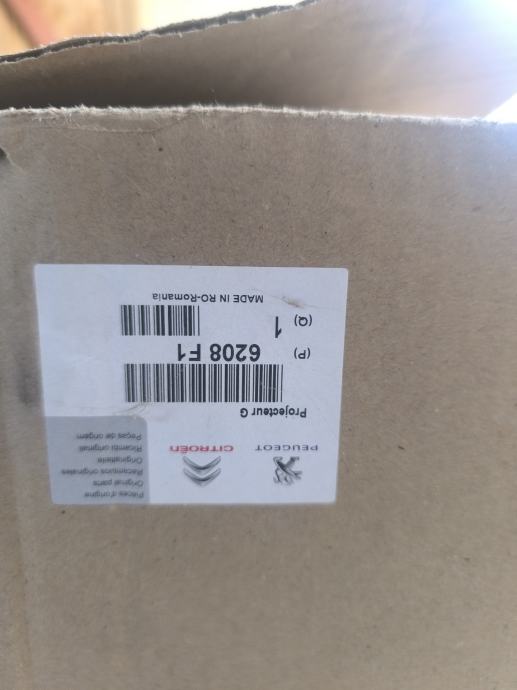 PEUGEOT
CITROËN
Pièces d'origine
Original parts
Recambios originales
Originalteile
Ricambi originali
Peças de origem
Projecteur G
(P) 6208 F1
(Q) 1
MADE IN RO-Romania